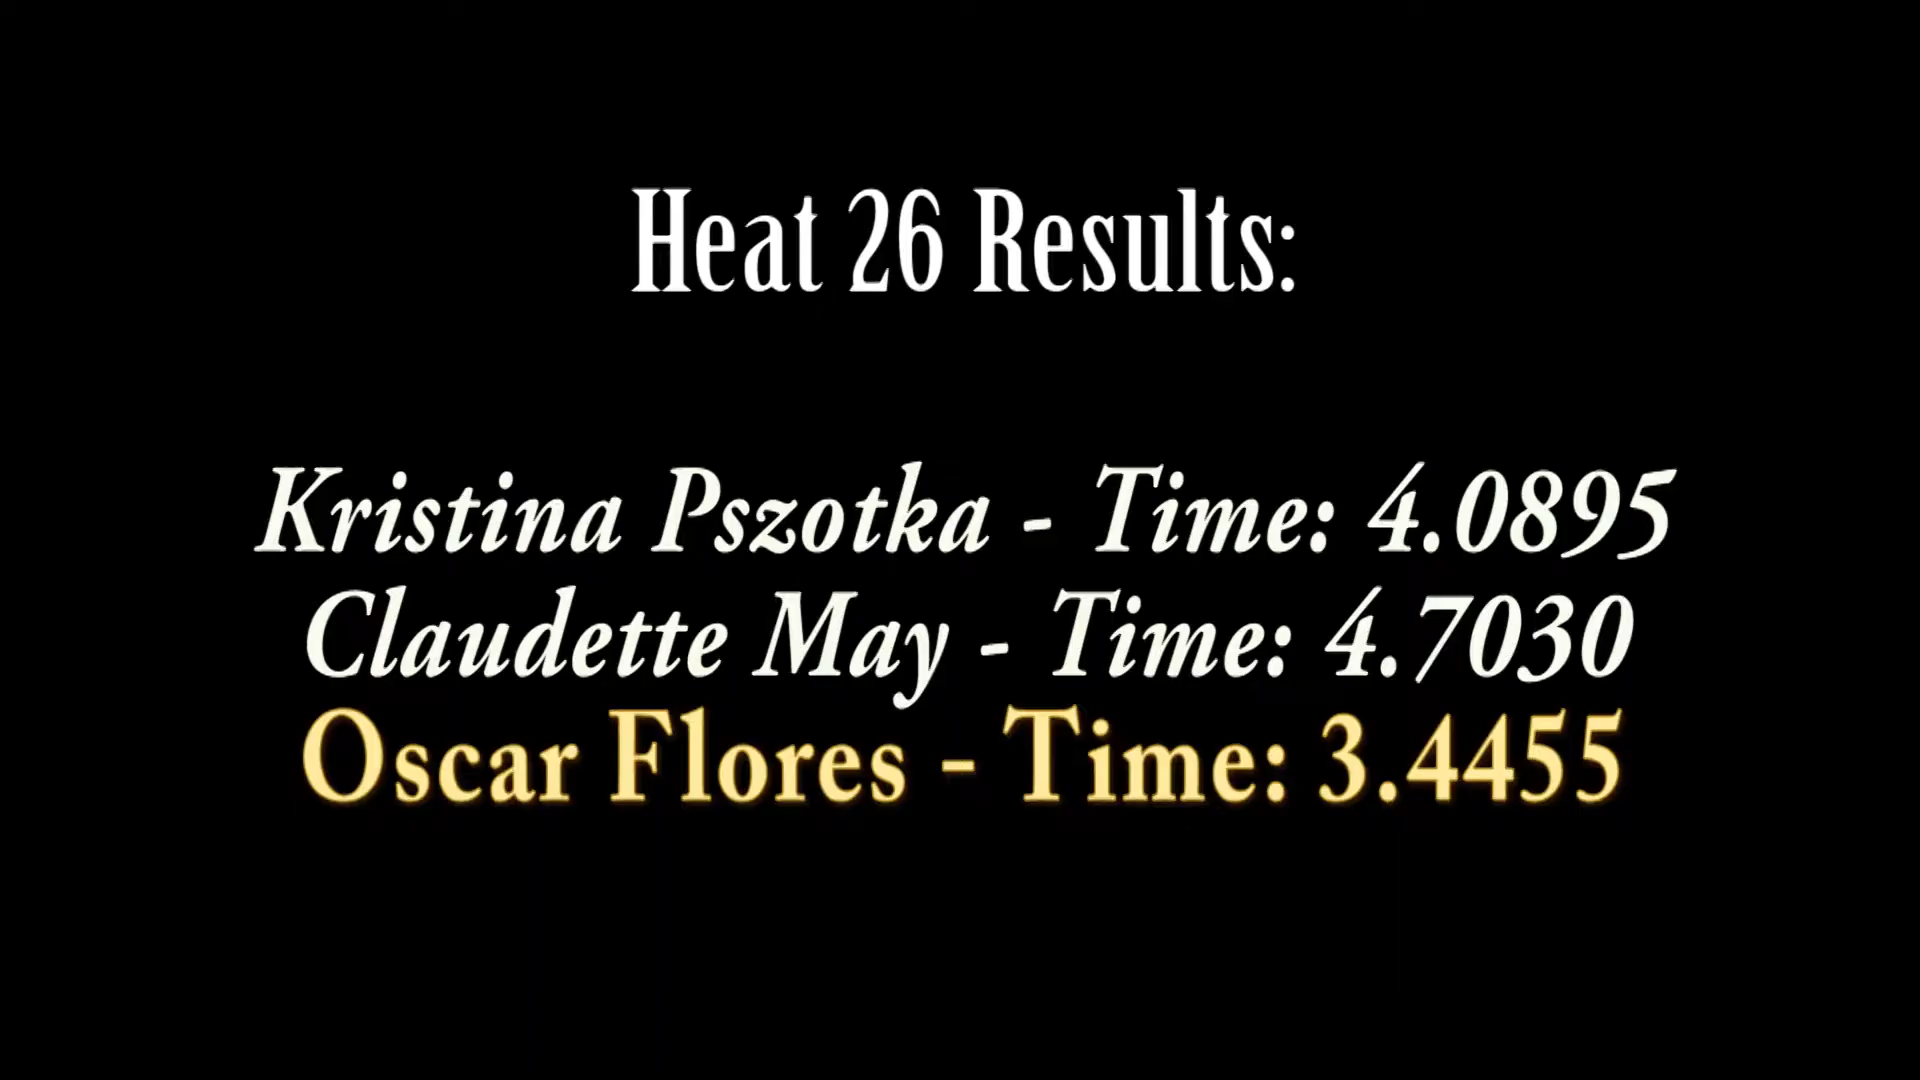 Heat 26 Results:
Kristina Pszotka - Time: 4.0895
Claudette May - Time: 4.7030
Oscar Flores - Time: 3.4455